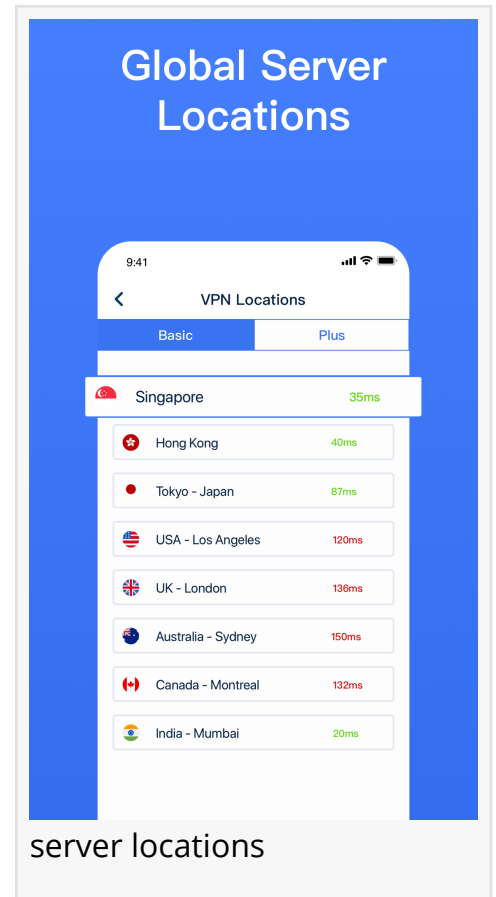 Global Server
Locations
9:41
VPN Locations
Basic Plus
Singapore 35ms
Hong Kong 40ms
Tokyo - Japan 87ms
USA - Los Angeles 120ms
UK - London 136ms
Australia - Sydney 150ms
Canada - Montreal 132ms
India - Mumbai 20ms
server locations